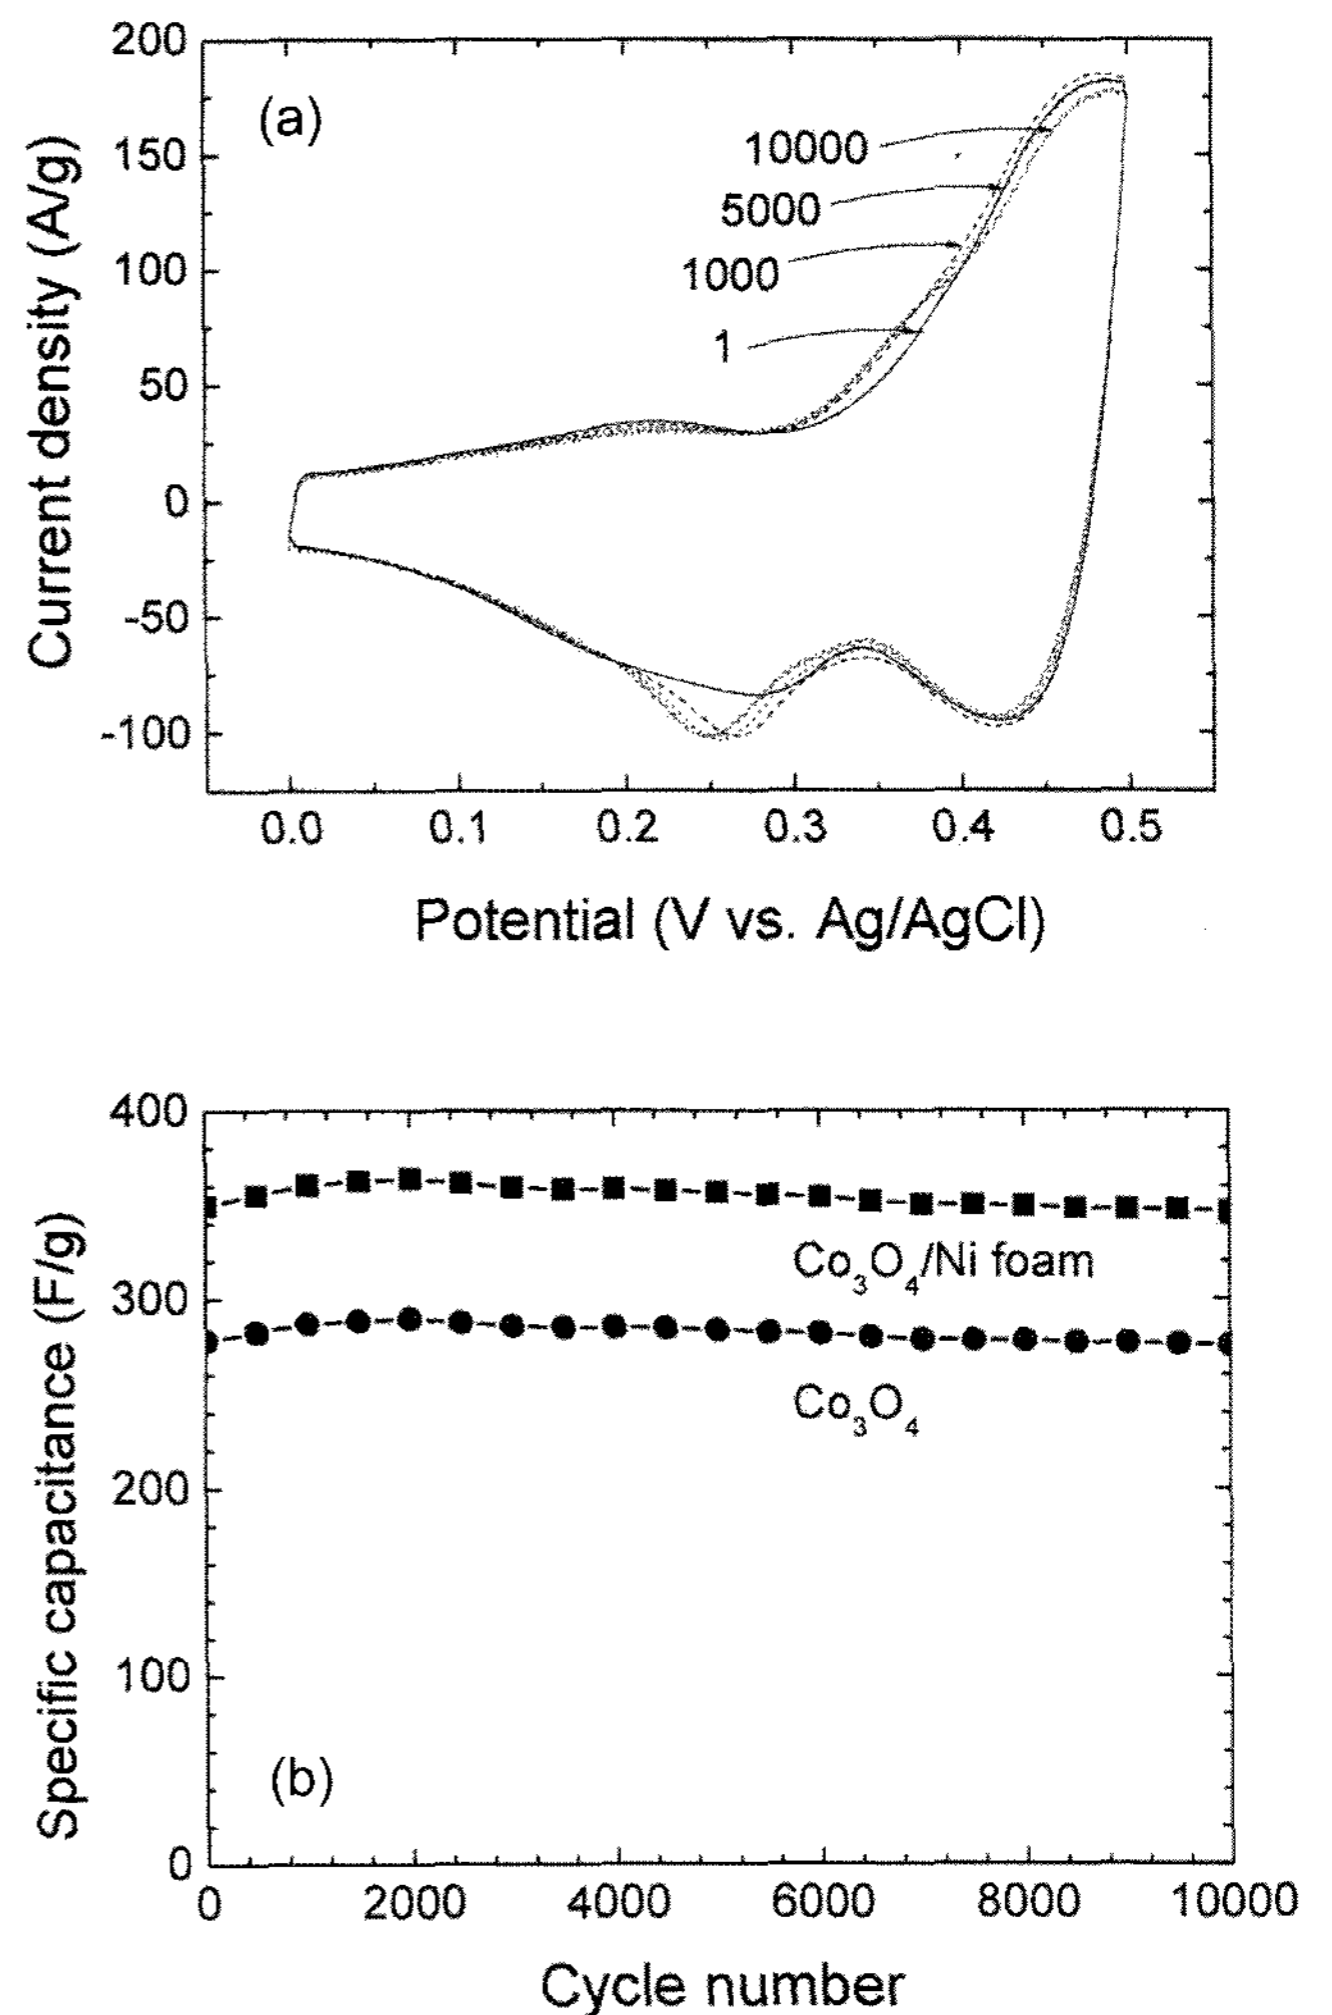 200
150
100
50
0
-50
-100
Current density (A/g)
(a)
10000
5000
1000
1
0.0 0.1 0.2 0.3 0.4 0.5
Potential (V vs. Ag/AgCl)
400
300
200
100
0
Specific capacitance (F/g)
Co₃O₄/Ni foam
Co₃O₄
(b)
0 2000 4000 6000 8000 10000
Cycle number